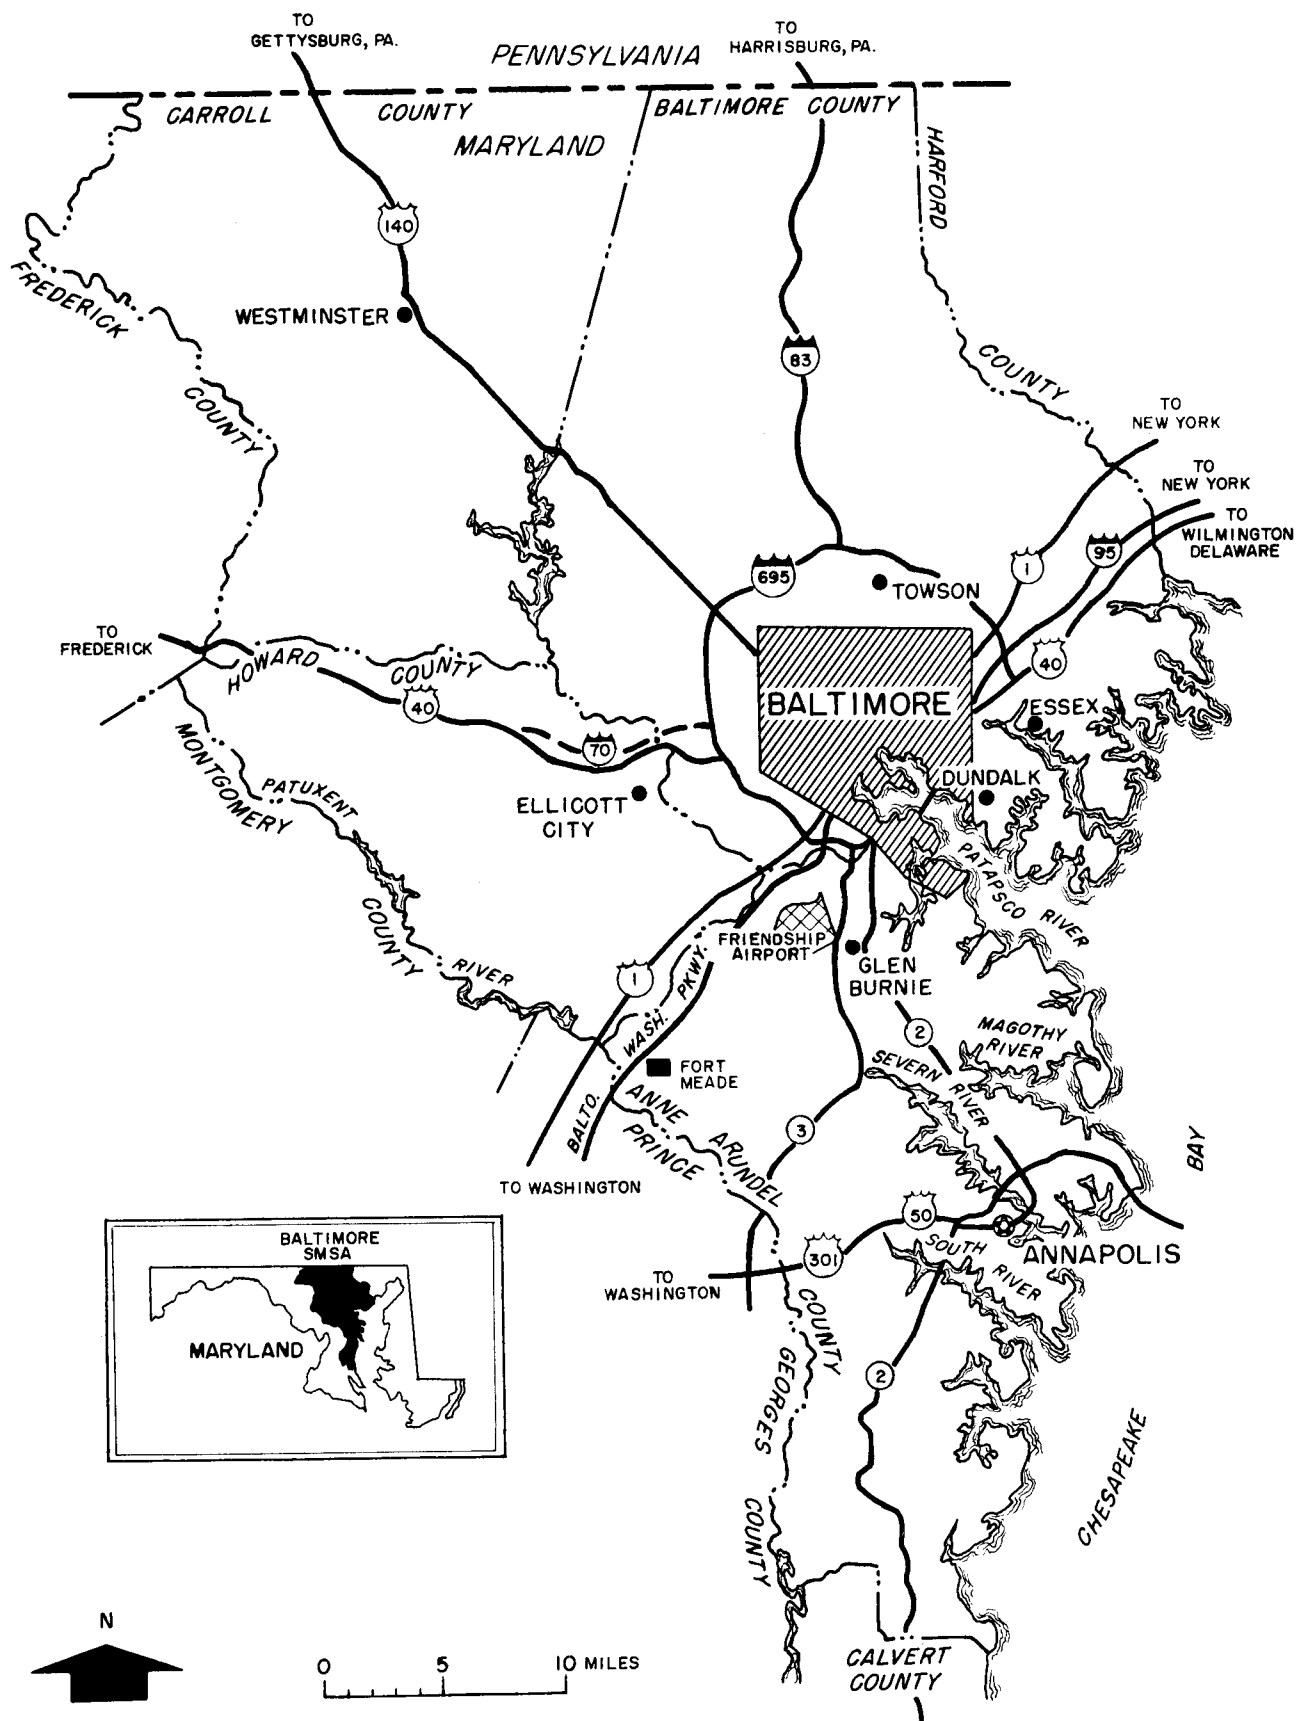 TO
GETTYSBURG, PA.
TO
HARRISBURG, PA.
PENNSYLVANIA
CARROLL COUNTY
BALTIMORE COUNTY
MARYLAND
HARFORD
COUNTY
140
FREDERICK
COUNTY
WESTMINSTER
83
TO
NEW YORK
TO
NEW YORK
TO
WILMINGTON
DELAWARE
95
1
695
TOWSON
TO
FREDERICK
HOWARD
COUNTY
40
40
BALTIMORE
ESSEX
70
MONTGOMERY
COUNTY
PATUXENT
RIVER
ELLICOTT
CITY
DUNDALK
PATAPSCO RIVER
FRIENDSHIP
AIRPORT
GLEN
BURNIE
1
BALTO. WASH. PKWY.
2
MAGOTHY
RIVER
SEVERN RIVER
FORT
MEADE
ANNE ARUNDEL
COUNTY
PRINCE
GEORGES
COUNTY
3
BAY
TO WASHINGTON
50
SOUTH
RIVER
ANNAPOLIS
301
TO
WASHINGTON
BALTIMORE
SMSA
MARYLAND
2
CHESAPEAKE
CALVERT
COUNTY
N
0 5 10 MILES